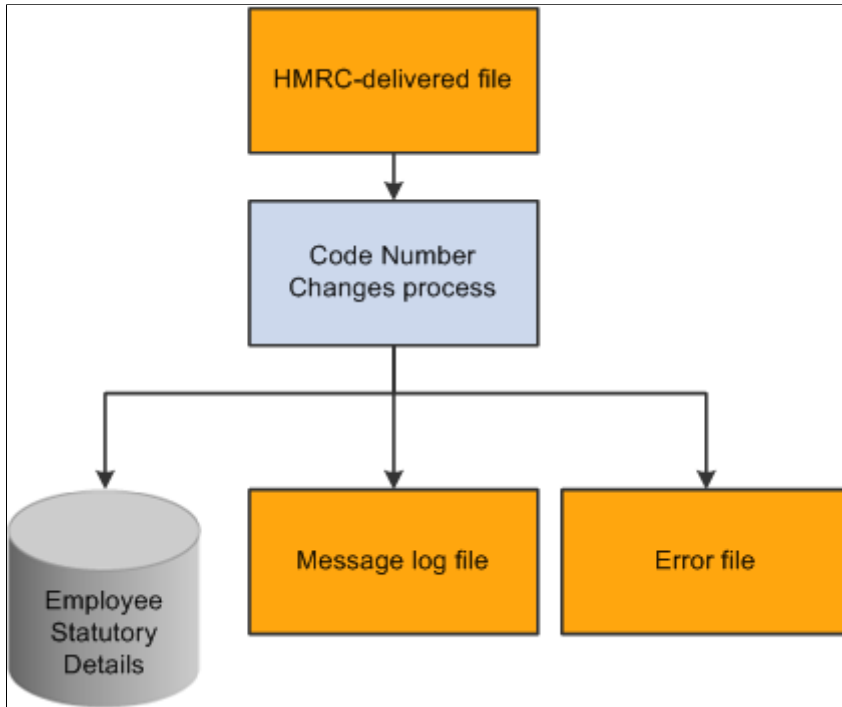 HMRC-delivered file
Code Number
Changes process
Employee
Statutory
Details
Message log file
Error file